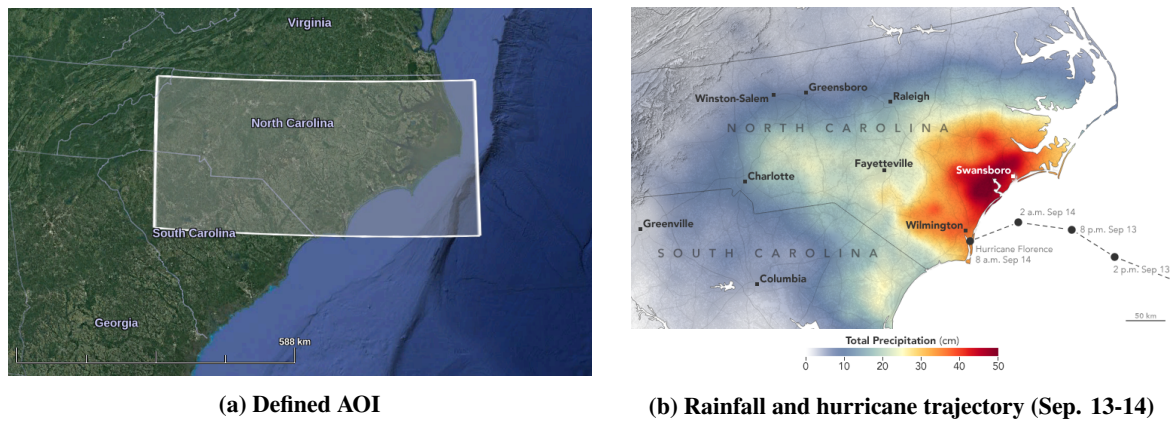 Virginia
North Carolina
South Carolina
Georgia
588 km
(a) Defined AOI
Winston-Salem
Greensboro
Raleigh
NORTH CAROLINA
Fayetteville
Charlotte
Swansboro
Greenville
Wilmington
2 a.m. Sep 14
8 p.m. Sep 13
SOUTH CAROLINA
Hurricane Florence
8 a.m. Sep 14
2 p.m. Sep 13
Columbia
50 km
Total Precipitation (cm)
0 10 20 30 40 50
(b) Rainfall and hurricane trajectory (Sep. 13-14)